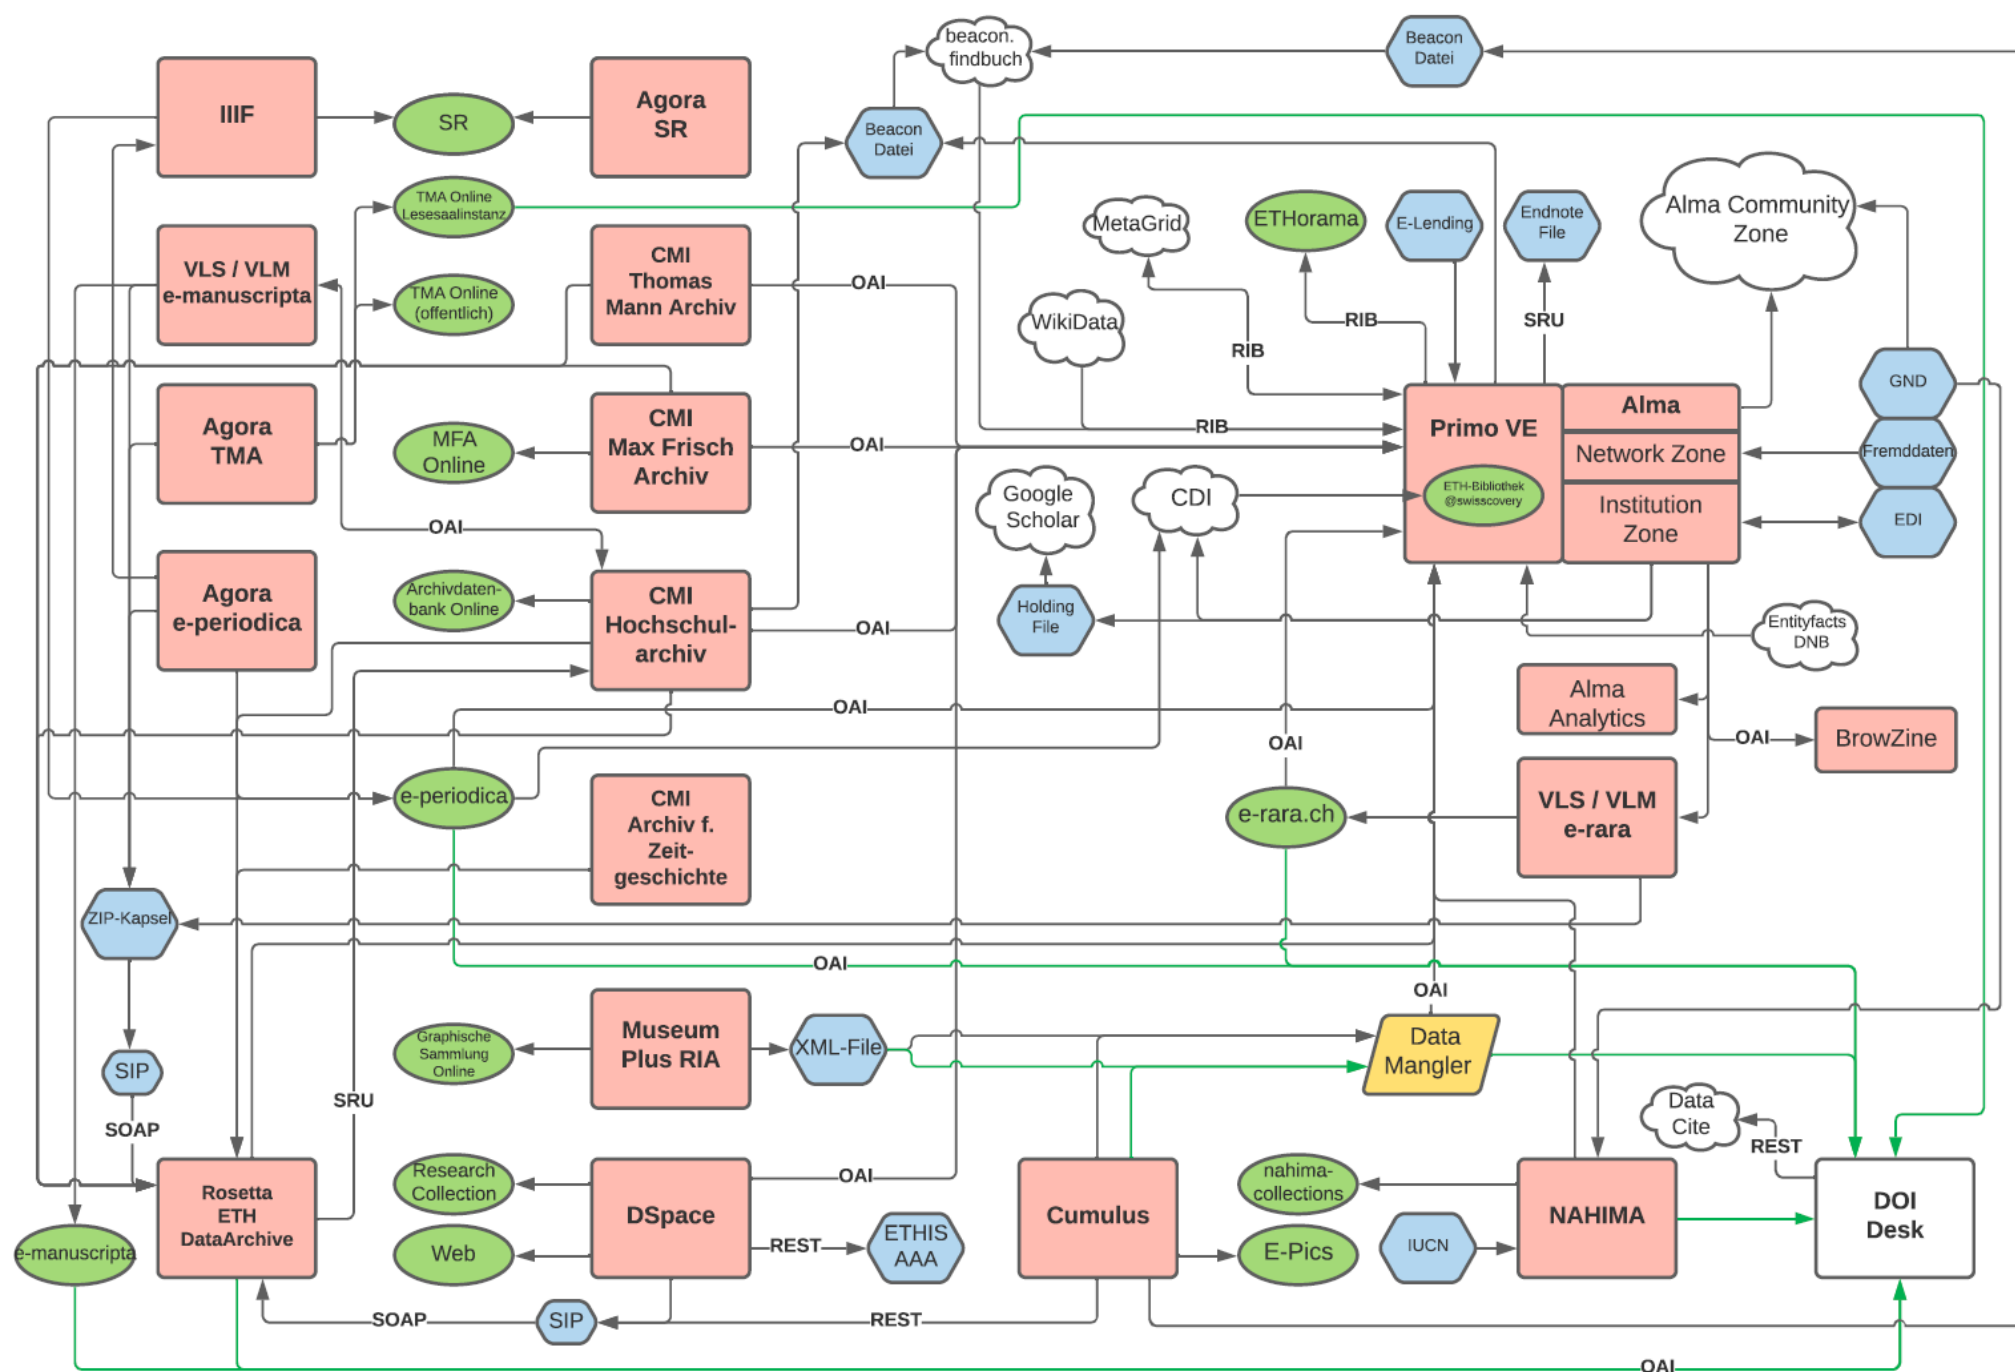 beacon.
findbuch
Beacon
Datei
IIIF
SR
Agora
SR
Beacon
Datei
TMA Online
Lesesaalinstanz
MetaGrid
ETHorama
E-Lending
Endnote
File
Alma Community
Zone
VLS / VLM
e-manuscripta
TMA Online
(offentlich)
CMI
Thomas
Mann Archiv
OAI
WikiData
RIB
RIB
SRU
GND
Agora
TMA
MFA
Online
CMI
Max Frisch
Archiv
OAI
RIB
Primo VE
Alma
Network Zone
Institution
Zone
ETH-Bibliothek
@swisscovery
Fremddaten
EDI
Google
Scholar
CDI
OAI
Agora
e-periodica
Archivdaten-
bank Online
CMI
Hochschul-
archiv
OAI
Holding
File
Entityfacts
DNB
Alma
Analytics
OAI
OAI
OAI
BrowZine
e-periodica
CMI
Archiv f.
Zeit-
geschichte
e-rara.ch
VLS / VLM
e-rara
ZIP-Kapsel
OAI
OAI
Graphische
Sammlung
Online
Museum
Plus RIA
XML-File
Data
Mangler
SIP
SRU
SOAP
Data
Cite
REST
Rosetta
ETH
DataArchive
Research
Collection
DSpace
OAI
Cumulus
nahima-
collections
NAHIMA
DOI
Desk
e-manuscripta
Web
REST
ETHIS
AAA
E-Pics
IUCN
SOAP
SIP
REST
OAI